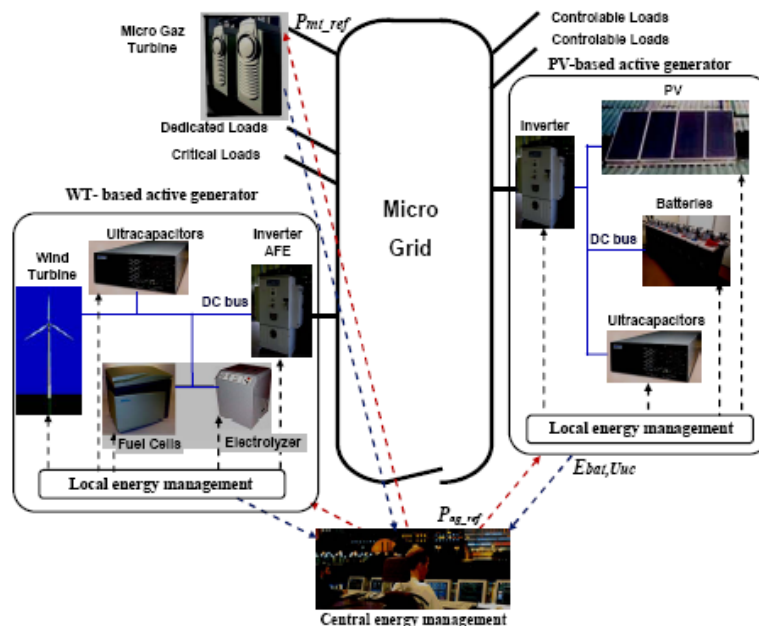 Micro Gaz
Turbine
Pmt_ref
Controlable Loads
Controlable Loads
Dedicated Loads
Critical Loads
PV-based active generator
PV
Inverter
Batteries
DC bus
Ultracapacitors
Local energy management
Micro
Grid
WT- based active generator
Ultracapacitors
Inverter
AFE
Wind
Turbine
DC bus
Fuel Cells
Electrolyzer
Local energy management
Ebat,Uuc
Pag_ref
Central energy management